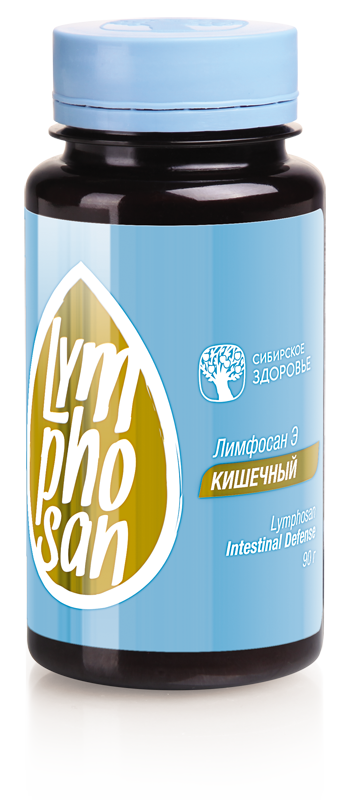 Lym
pho
san
СИБИРСКОЕ
ЗДОРОВЬЕ
Лимфосан Э
КИШЕЧНЫЙ
Lymphosan
Intestinal Defense
90 г